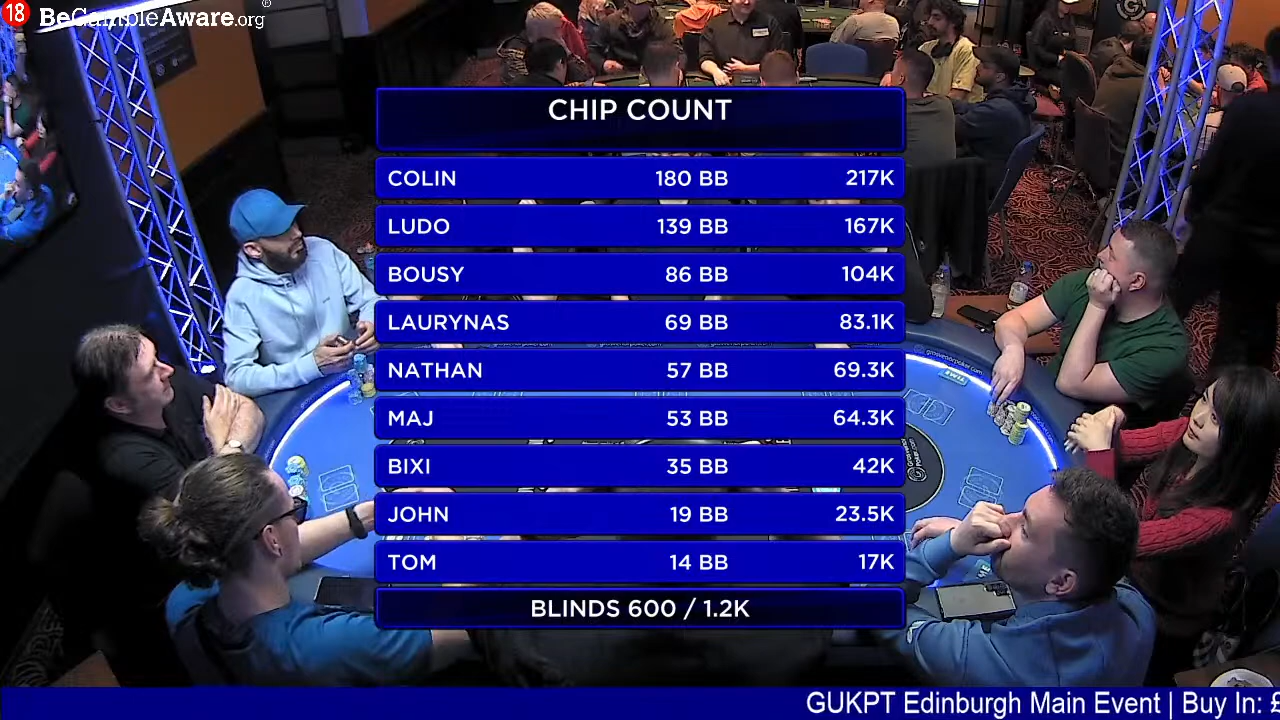 18 BeGambleAware.org®
CHIP COUNT
COLIN 180 BB 217K
LUDO 139 BB 167K
BOUSY 86 BB 104K
LAURYNAS 69 BB 83.1K
NATHAN 57 BB 69.3K
MAJ 53 BB 64.3K
BIXI 35 BB 42K
JOHN 19 BB 23.5K
TOM 14 BB 17K
BLINDS 600 / 1.2K
GUKPT Edinburgh Main Event | Buy In: £